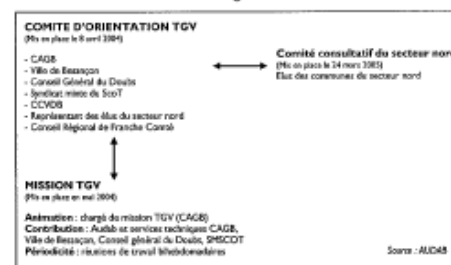 COMITE D'ORIENTATION TGV
(Mis en place le 8 avril 2004)
- CAGB
- Ville de Besançon
- Conseil Général du Doubs
- Syndicat mixte du ScoT
- CCVDB
- Représentant des élus du secteur nord
- Conseil Régional de Franche Comté
Comité consultatif du secteur nord
(Mis en place le 24 mars 2005)
Elus des communes du secteur nord
MISSION TGV
(Mis en place en mai 2004)
Animation : chargé de mission TGV (CAGB)
Contribution : Audab et services techniques CAGB,
Ville de Besançon, Conseil général du Doubs, SMSCOT
Périodicité : réunions de travail bihebdomadaires
Source : AUDAB